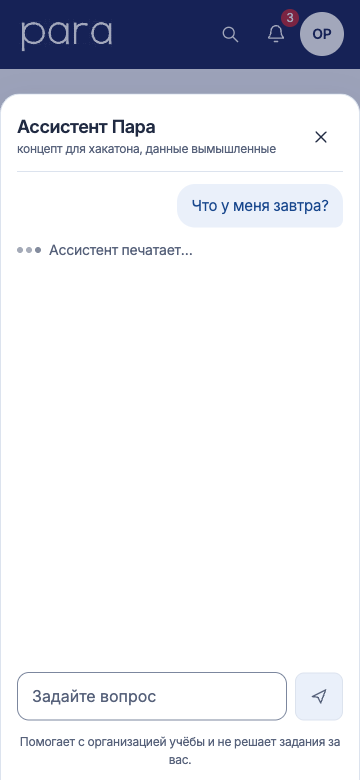 para
3
OP
Ассистент Пара
концепт для хакатона, данные вымышленные
Что у меня завтра?
Ассистент печатает...
Задайте вопрос
Помогает с организацией учёбы и не решает задания за
вас.